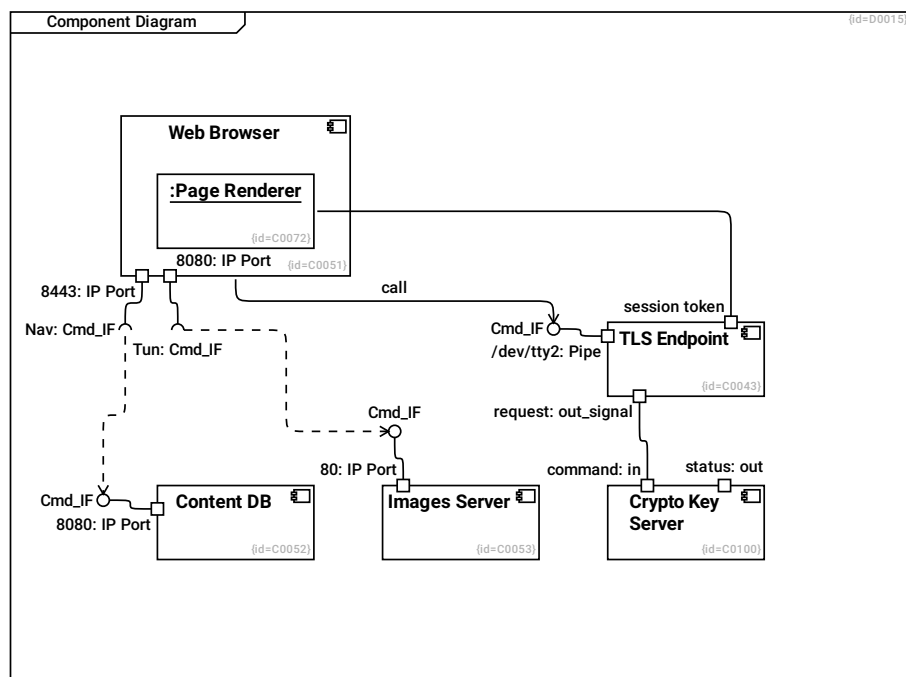 Component Diagram
{id=D0015}
Web Browser
:Page Renderer
{id=C0072}
8080: IP Port
{id=C0051}
8443: IP Port
call
session token
Nav: Cmd_IF
Tun: Cmd_IF
Cmd_IF
TLS Endpoint
/dev/tty2: Pipe
{id=C0043}
Cmd_IF
request: out_signal
80: IP Port
command: in
status: out
Cmd_IF
8080: IP Port
Content DB
{id=C0052}
Images Server
{id=C0053}
Crypto Key
Server
{id=C0100}